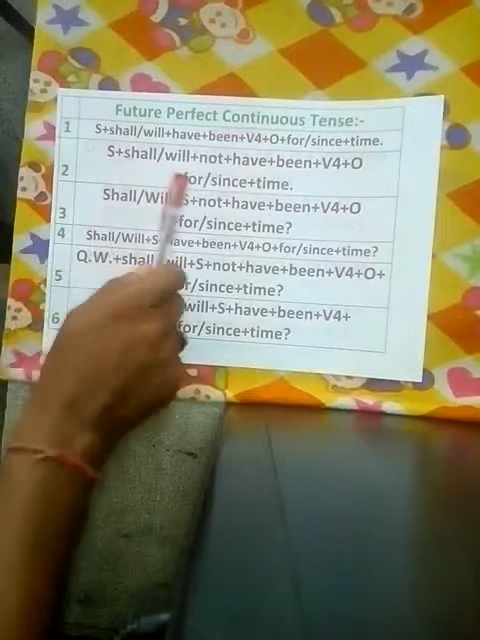 Future Perfect Continuous Tense:-
1 S+shall/will+have+been+V4+O+for/since+time.
2 S+shall/will+not+have+been+V4+O
for/since+time.
3 Shall/Will S+not+have+been+V4+O
for/since+time?
4 Shall/Will+S+have+been+V4+O+for/since+time?
5 Q.W.+shall will+S+not+have+been+V4+O+
r/since+time?
6 will+S+have+been+V4+
for/since+time?